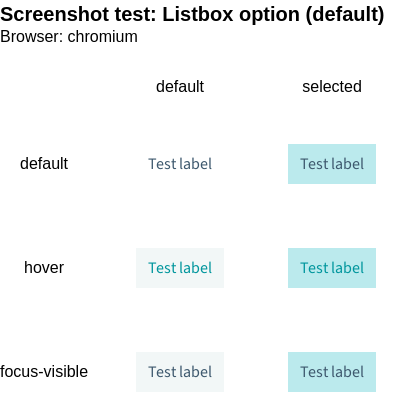 Screenshot test: Listbox option (default)
Browser: chromium
default selected
default Test label Test label
hover Test label Test label
focus-visible Test label Test label